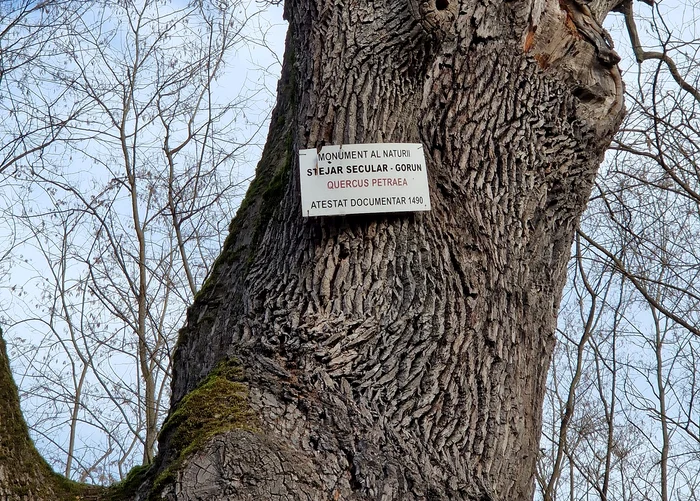 MONUMENT AL NATURII
STEJAR SECULAR - GORUN
QUERCUS PETRAEA
ATESTAT DOCUMENTAR 1490